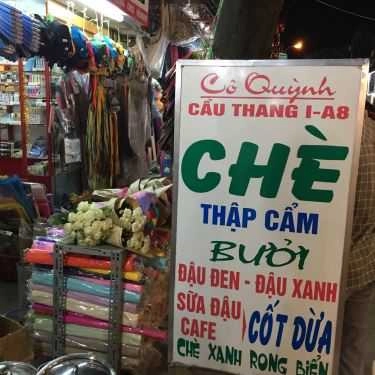 Cô Quỳnh
CẦU THANG I-A8
CHÈ
THẬP CẨM
BƯỞI
ĐẬU ĐEN - ĐẬU XANH
SỮA ĐẬU
CAFE
CỐT DỪA
CHÈ XANH RONG BIỂN